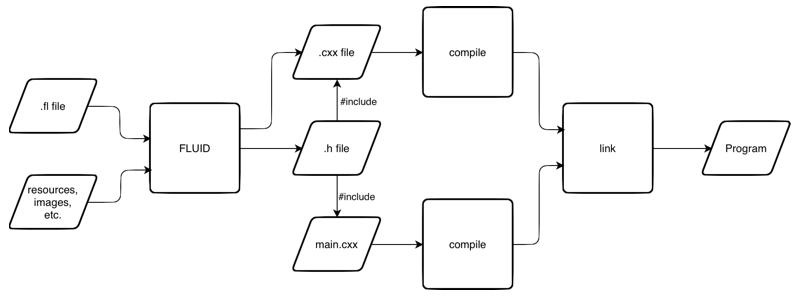 .fl file
resources,
images,
etc.
FLUID
.cxx file
#include
.h file
#include
main.cxx
compile
compile
link
Program